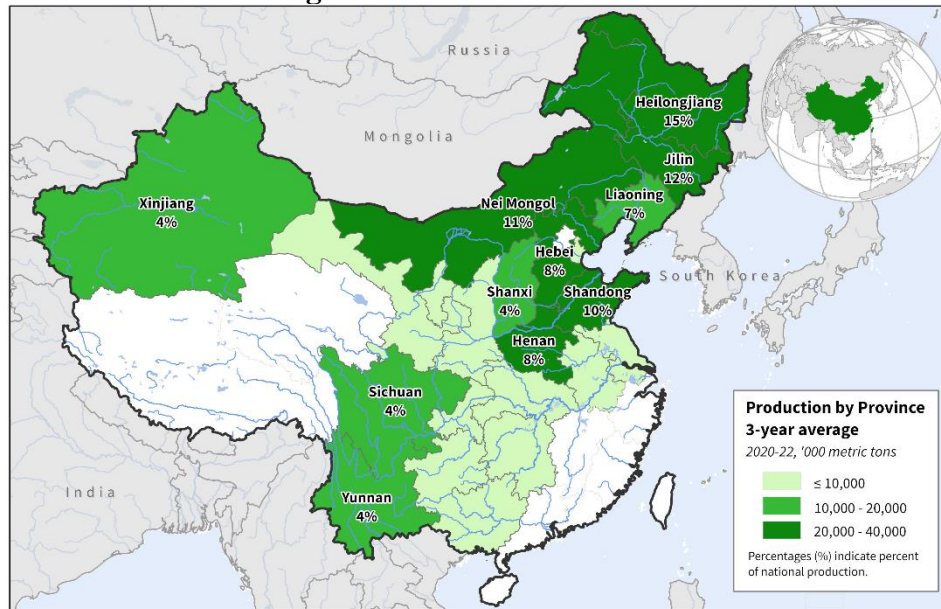 Russia
Mongolia
Heilongjiang
15%
Jilin
12%
Liaoning
7%
Nei Mongol
11%
Xinjiang
4%
Hebei
8%
Shanxi
4%
Shandong
10%
South Korea
Henan
8%
Sichuan
4%
Yunnan
4%
India
Production by Province
3-year average
2020-22, '000 metric tons
≤ 10,000
10,000 - 20,000
20,000 - 40,000
Percentages (%) indicate percent
of national production.